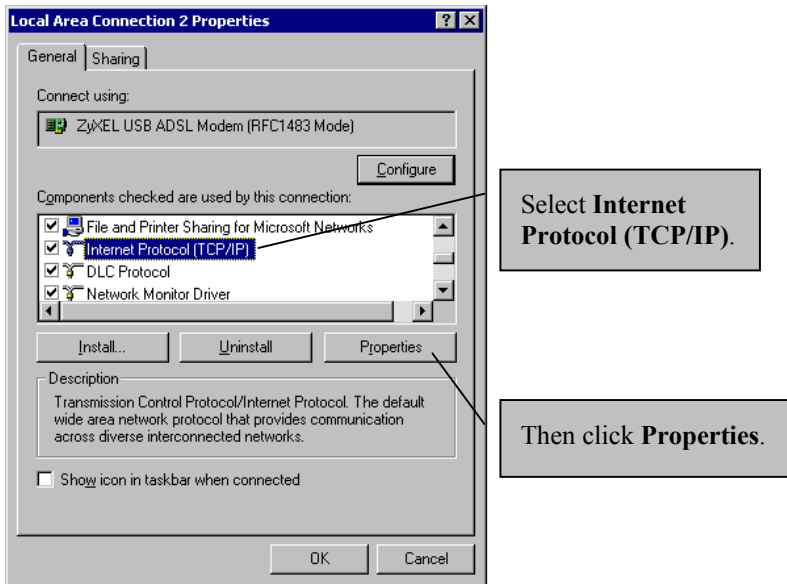 Local Area Connection 2 Properties
General
Sharing
Connect using:
ZyXEL USB ADSL Modem (RFC1483 Mode)
Configure
Components checked are used by this connection:
File and Printer Sharing for Microsoft Networks
Internet Protocol (TCP/IP)
DLC Protocol
Network Monitor Driver
Install...
Uninstall
Properties
Description
Transmission Control Protocol/Internet Protocol. The default
wide area network protocol that provides communication
across diverse interconnected networks.
Show icon in taskbar when connected
OK
Cancel
Select Internet
Protocol (TCP/IP).
Then click Properties.